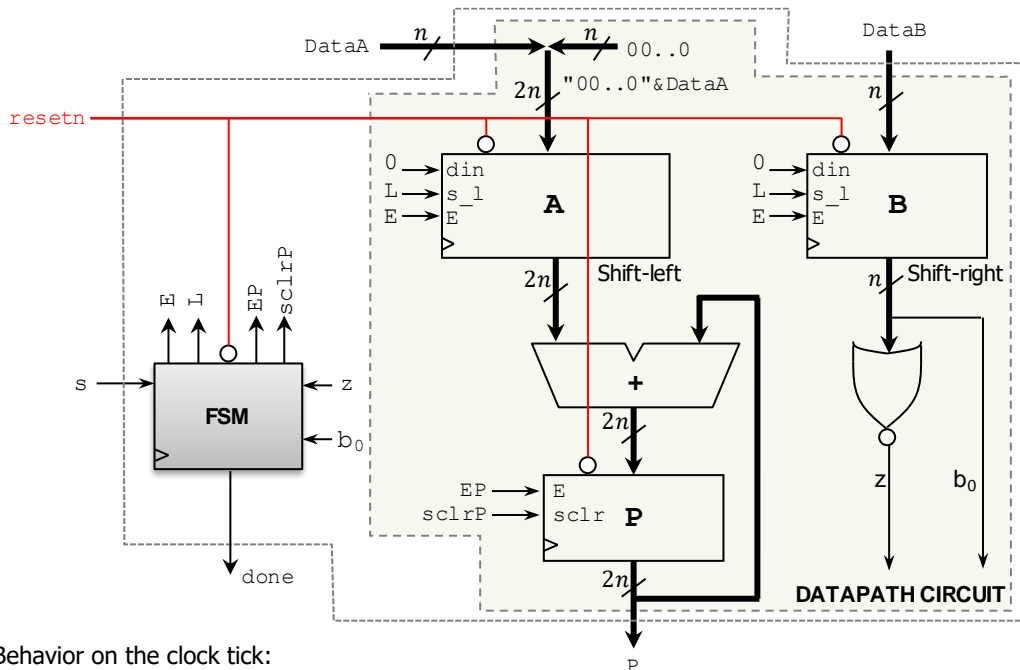 DataA n n 00..0 DataB
2n "00..0"&DataA n
resetn
0 din 0 din
L s_l A L s_l B
E E E E
2n Shift-left n Shift-right
E L EP sclrP
s FSM z
b0
+
2n
z b0
EP E
sclrP sclr P
done 2n DATAPATH CIRCUIT
Behavior on the clock tick:
P